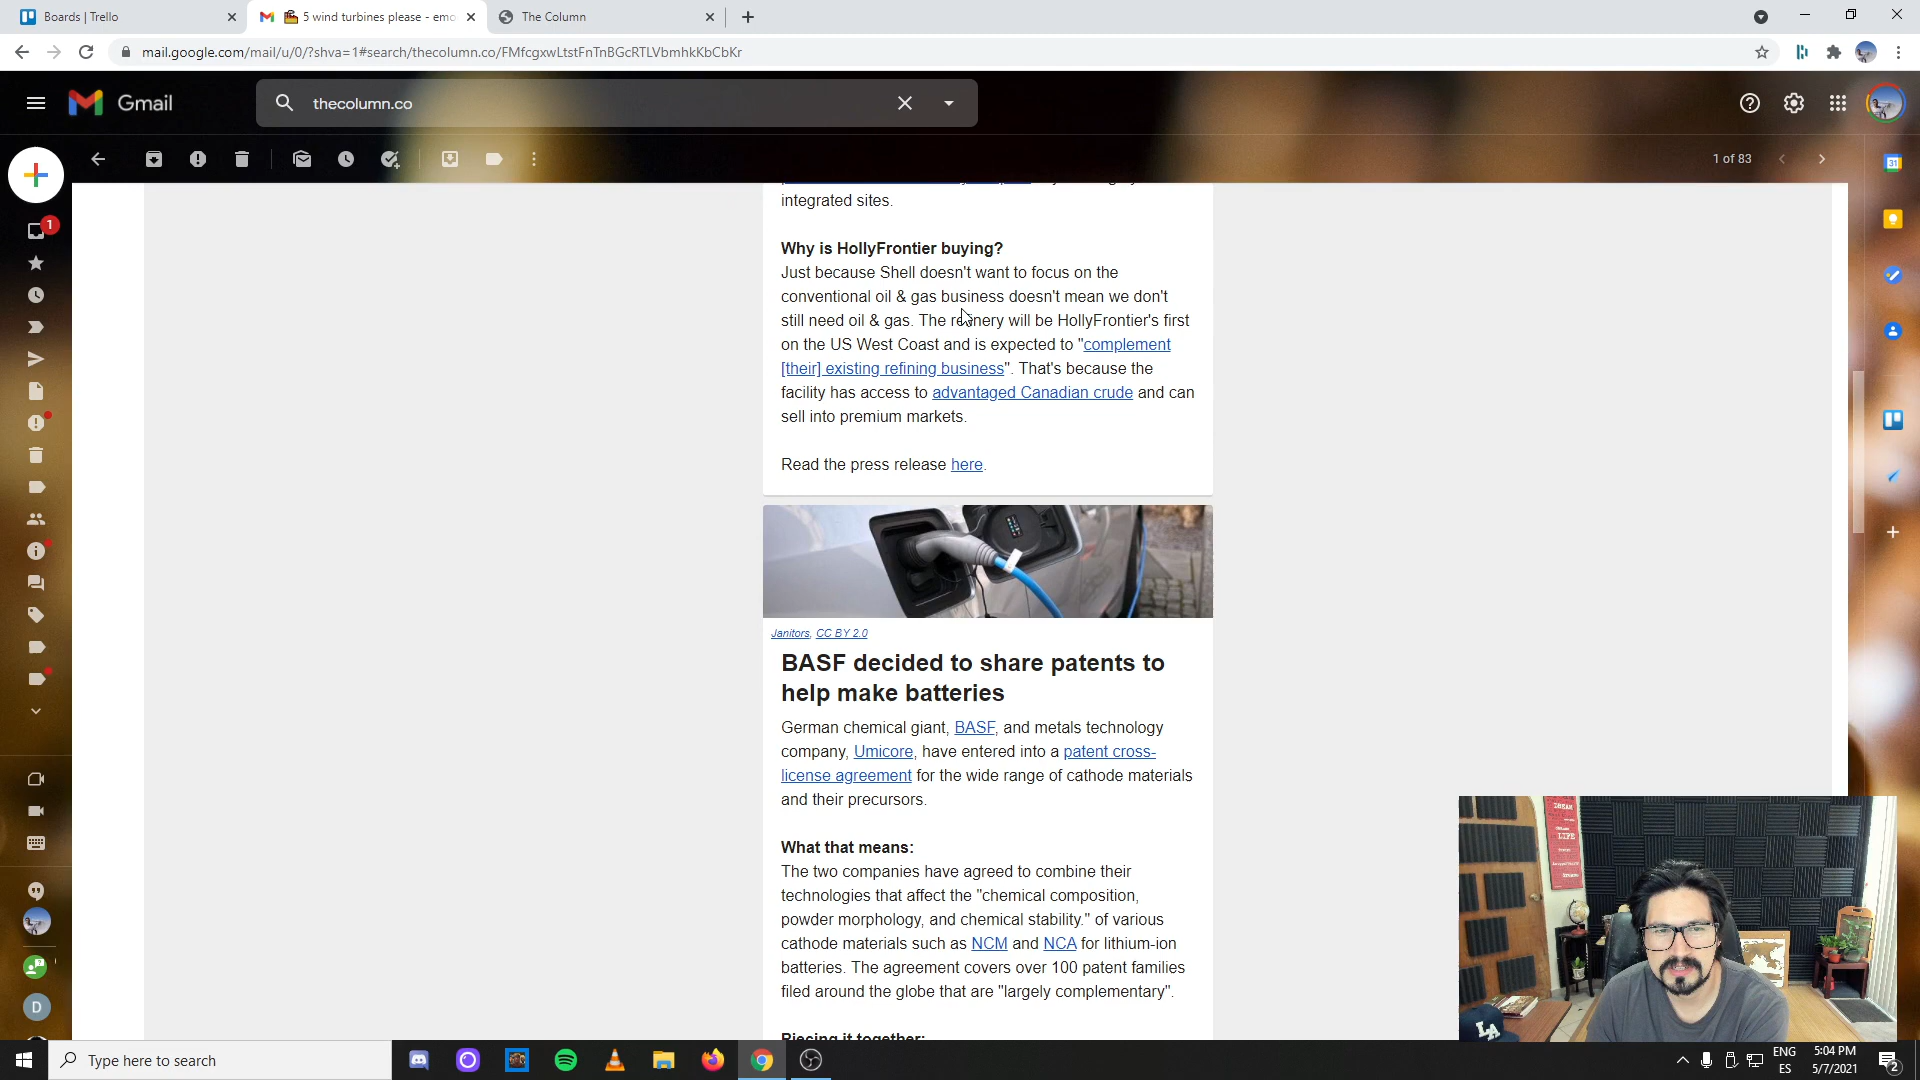 Boards | Trello
5 wind turbines please - emo
The Column
mail.google.com/mail/u/0/?shva=1#search/thecolumn.co/FMfcgxwLtstFnTnBGcRTLVbmhkKbCbKr
Gmail
thecolumn.co
1 of 83
31
1
integrated sites.
Why is HollyFrontier buying?
Just because Shell doesn't want to focus on the
conventional oil & gas business doesn't mean we don't
still need oil & gas. The refinery will be HollyFrontier's first
on the US West Coast and is expected to "complement
[their] existing refining business". That's because the
facility has access to advantaged Canadian crude and can
sell into premium markets.
Read the press release here.
Janitors, CC BY 2.0
BASF decided to share patents to
help make batteries
German chemical giant, BASF, and metals technology
company, Umicore, have entered into a patent cross-
license agreement for the wide range of cathode materials
and their precursors.
What that means:
The two companies have agreed to combine their
technologies that affect the "chemical composition,
powder morphology, and chemical stability." of various
cathode materials such as NCM and NCA for lithium-ion
batteries. The agreement covers over 100 patent families
filed around the globe that are "largely complementary".
Piecing it together:
D
DREAM
LIFE
LA
Type here to search
ENG
ES
5:04 PM
5/7/2021
2